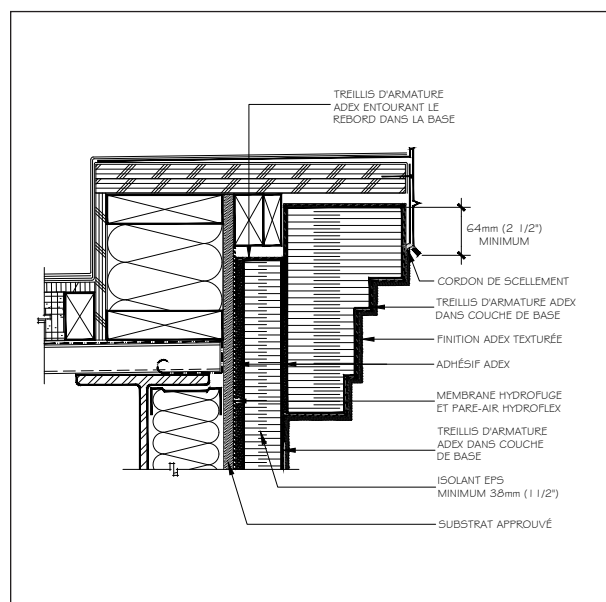 TREILLIS D'ARMATURE
ADEX ENTOURANT LE
REBORD DANS LA BASE
64mm (2 1/2")
MINIMUM
CORDON DE SCELLEMENT
TREILLIS D'ARMATURE ADEX
DANS COUCHE DE BASE
FINITION ADEX TEXTURÉE
ADHÉSIF ADEX
MEMBRANE HYDROFUGE
ET PARE-AIR HYDROFLEX
TREILLIS D'ARMATURE
ADEX DANS COUCHE
DE BASE
ISOLANT EPS
MINIMUM 38mm (1 1/2")
SUBSTRAT APPROUVÉ